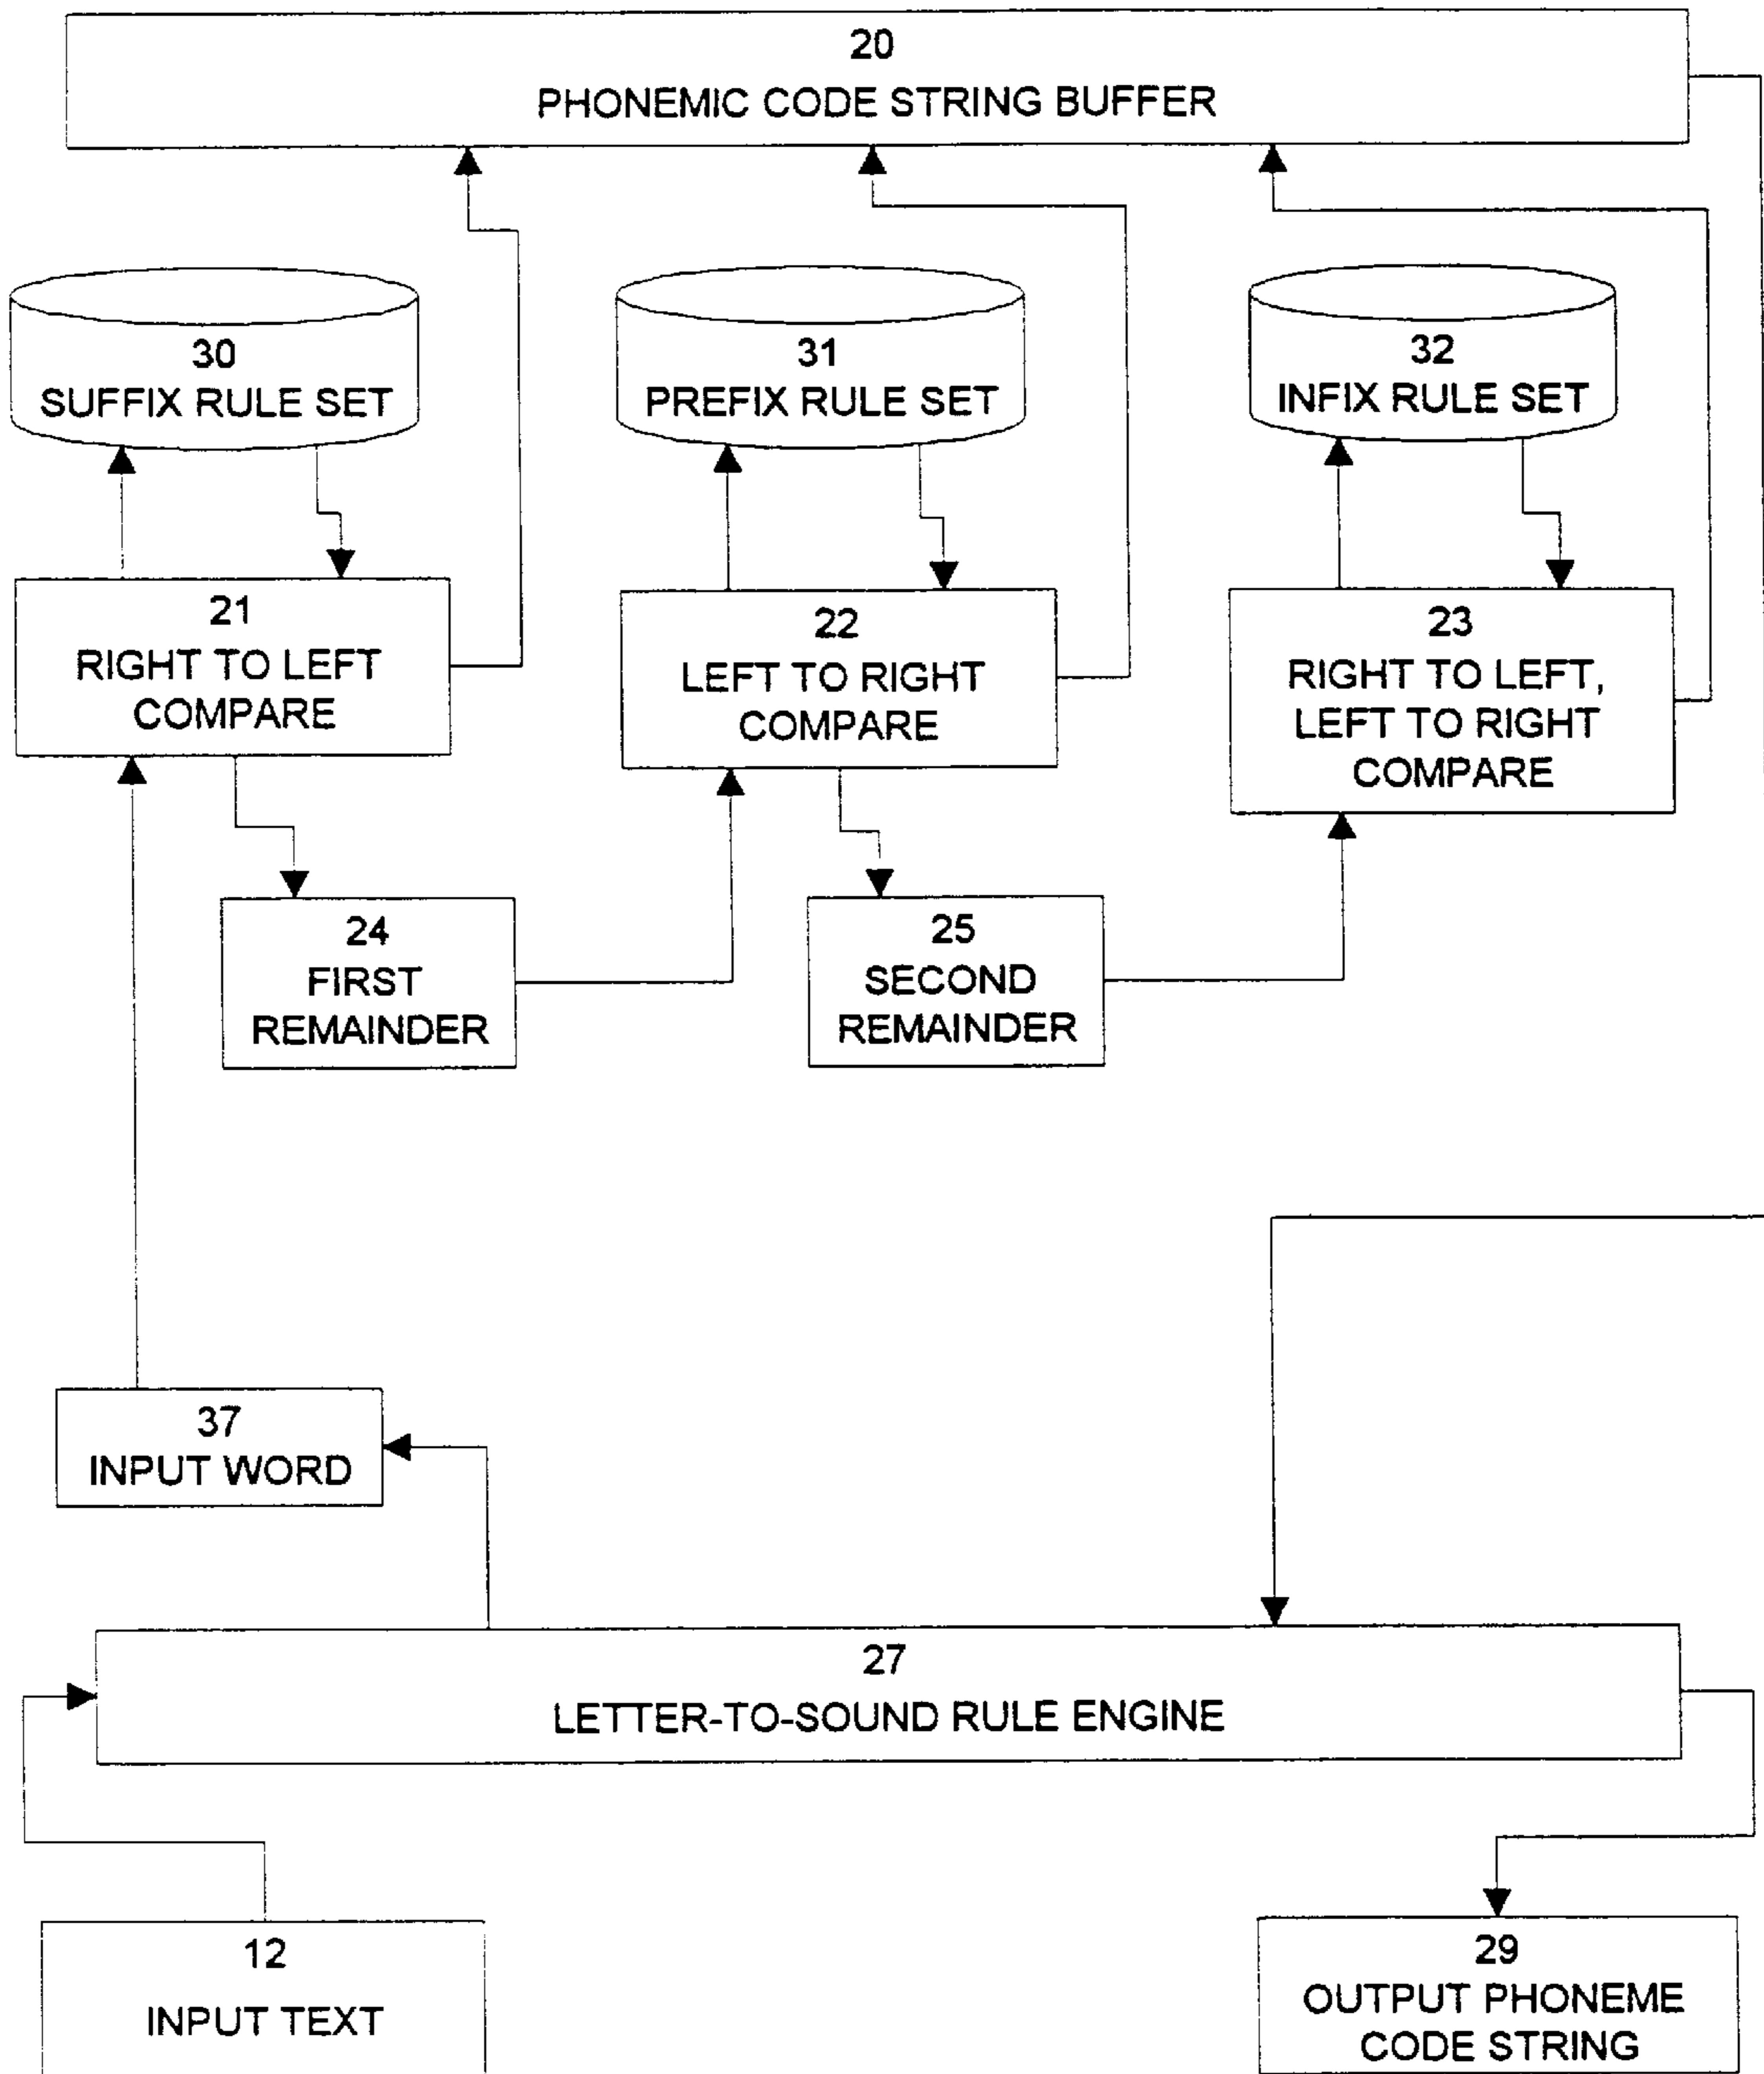 20
PHONEMIC CODE STRING BUFFER
30
SUFFIX RULE SET
31
PREFIX RULE SET
32
INFIX RULE SET
21
RIGHT TO LEFT
COMPARE
22
LEFT TO RIGHT
COMPARE
23
RIGHT TO LEFT,
LEFT TO RIGHT
COMPARE
24
FIRST
REMAINDER
25
SECOND
REMAINDER
37
INPUT WORD
27
LETTER-TO-SOUND RULE ENGINE
12
INPUT TEXT
29
OUTPUT PHONEME
CODE STRING